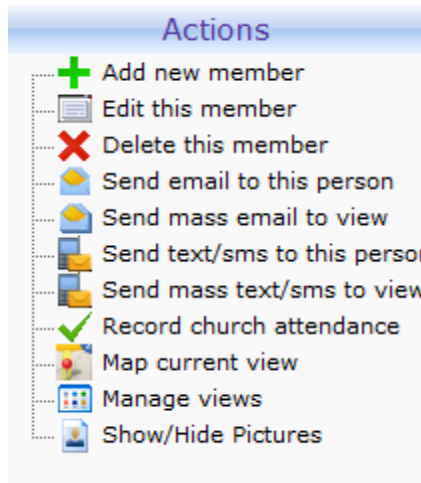 Actions
Add new member
Edit this member
Delete this member
Send email to this person
Send mass email to view
Send text/sms to this person
Send mass text/sms to view
Record church attendance
Map current view
Manage views
Show/Hide Pictures